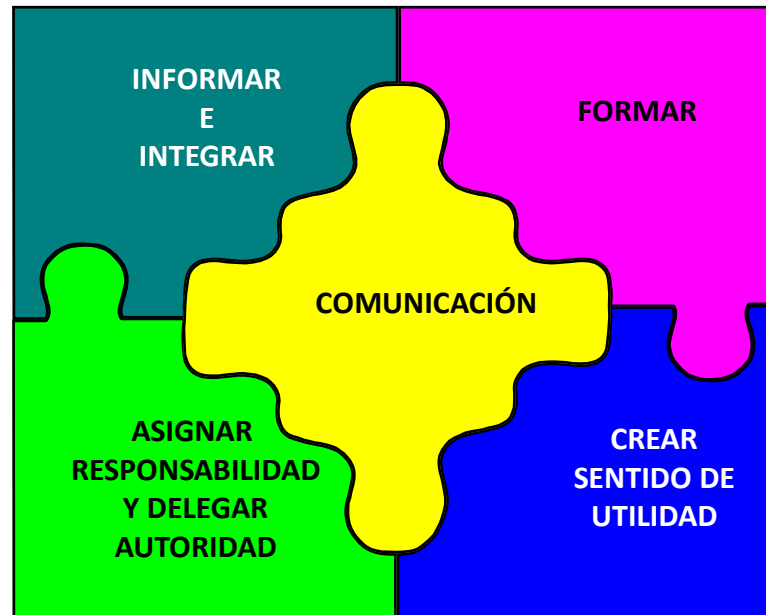 INFORMAR
E
INTEGRAR
FORMAR
COMUNICACIÓN
ASIGNAR
RESPONSABILIDAD
Y DELEGAR
AUTORIDAD
CREAR
SENTIDO DE
UTILIDAD